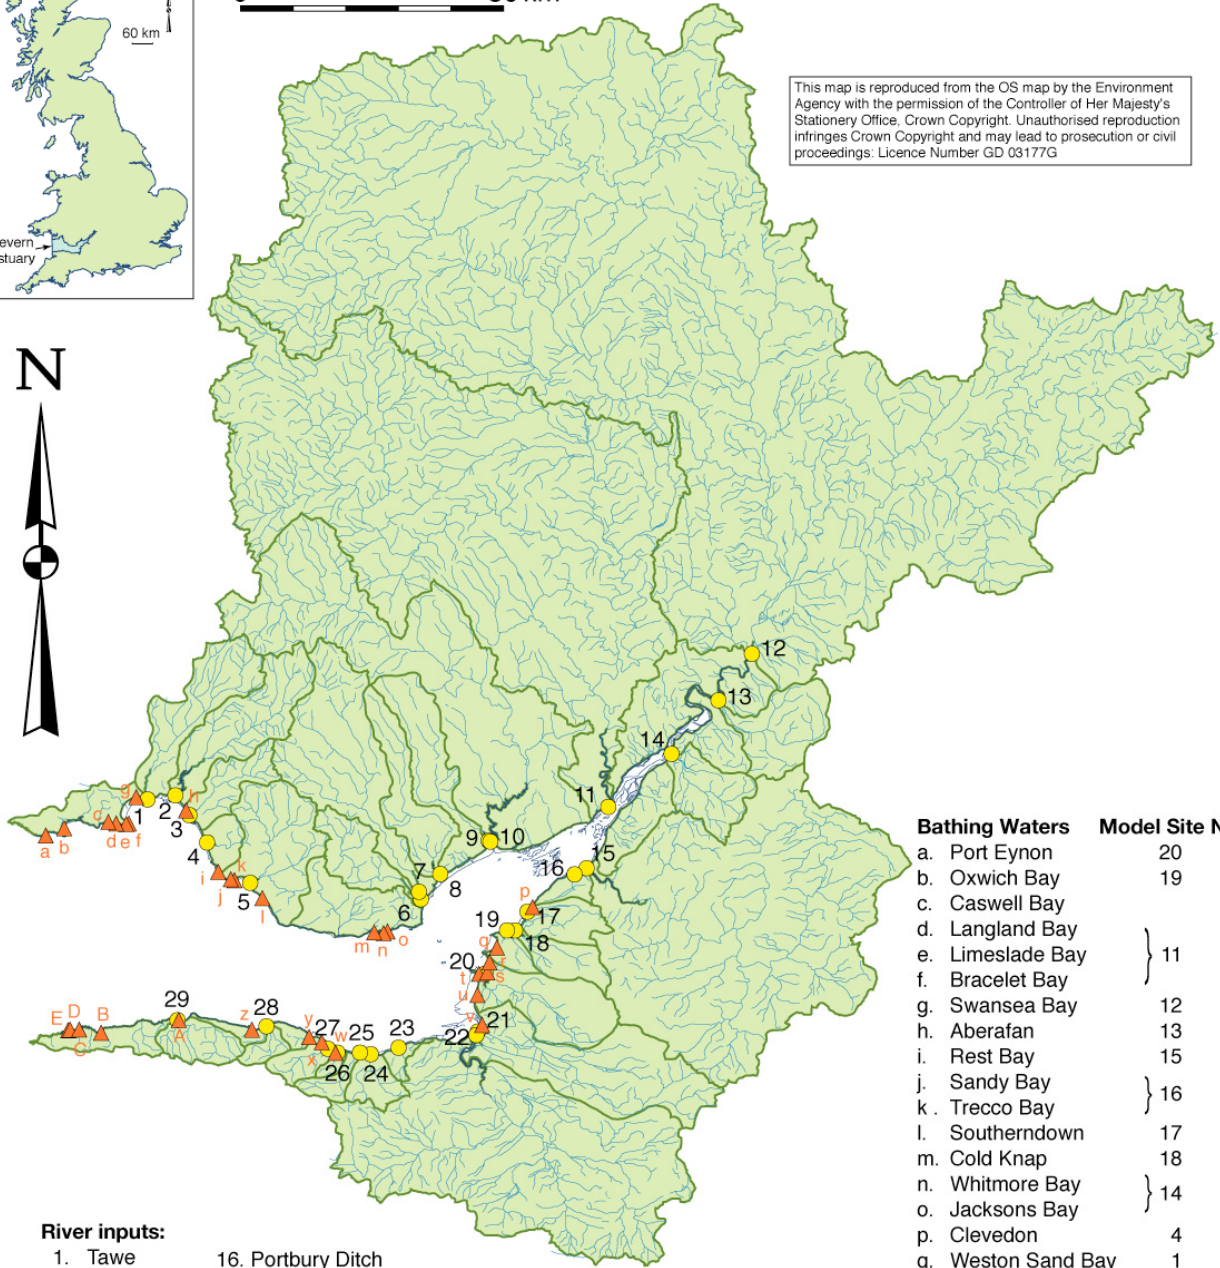 60 km
evern
stuary
This map is reproduced from the OS map by the Environment
Agency with the permission of the Controller of Her Majesty's
Stationery Office, Crown Copyright. Unauthorised reproduction
infringes Crown Copyright and may lead to prosecution or civil
proceedings: Licence Number GD 03177G
N
12
13
14
11
g
h
1
2
3
c
d e f
a b
4
9 10
15
16
i
k
j
5
l
7
8
6
p
17
m
n
o
19
18
q
20
r
t
s
u
v
21
22
E D
C
B
29
A
28
z
y
27
w
x
26
25
24
23
Bathing Waters Model Site N
a. Port Eynon 20
b. Oxwich Bay 19
c. Caswell Bay
d. Langland Bay
e. Limeslade Bay } 11
f. Bracelet Bay
g. Swansea Bay 12
h. Aberafan 13
i. Rest Bay 15
j. Sandy Bay
k . Trecco Bay } 16
l. Southerndown 17
m. Cold Knap 18
n. Whitmore Bay
o. Jacksons Bay } 14
p. Clevedon 4
q. Weston Sand Bay 1
River inputs:
1. Tawe 16. Portbury Ditch